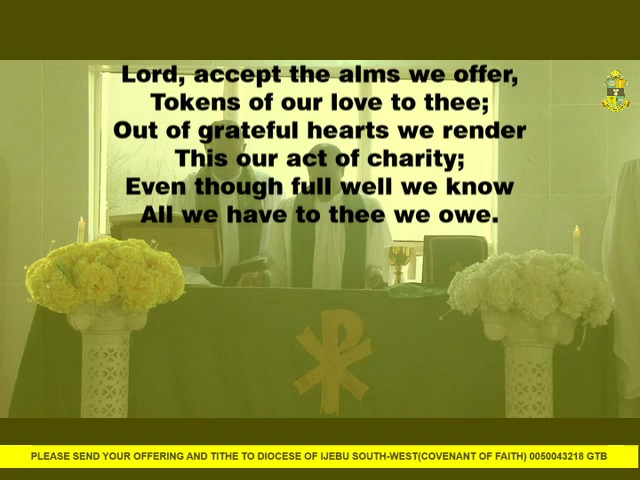 Lord, accept the alms we offer,
Tokens of our love to thee;
Out of grateful hearts we render
This our act of charity;
Even though full well we know
All we have to thee we owe.
PLEASE SEND YOUR OFFERING AND TITHE TO DIOCESE OF IJEBU SOUTH-WEST(COVENANT OF FAITH) 0050043218 GTB